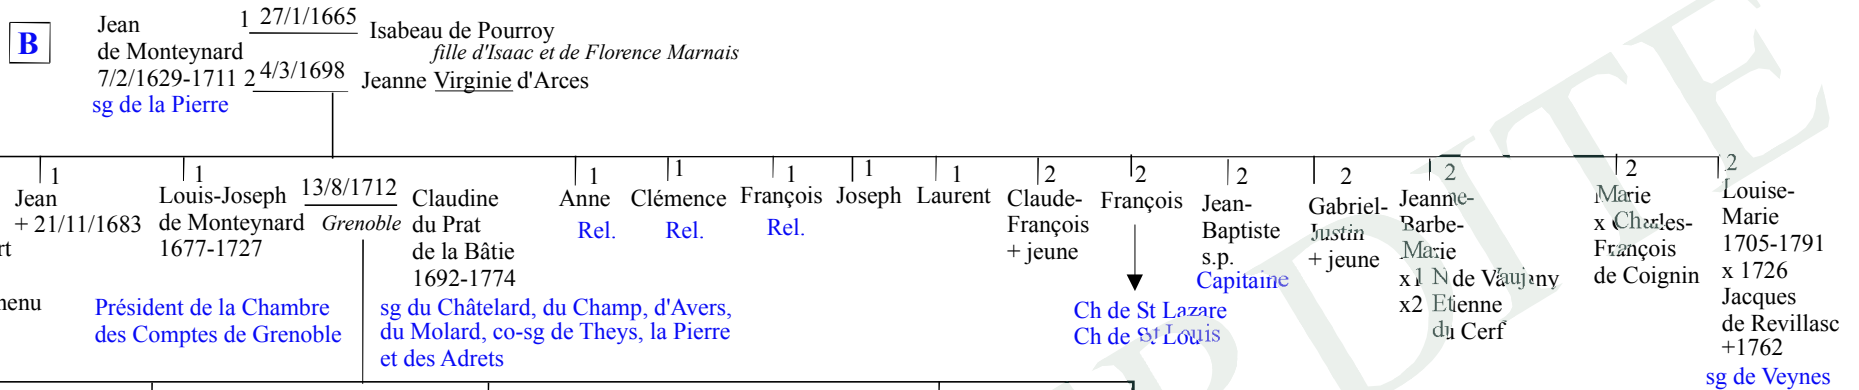 B
Jean
de Monteynard
7/2/1629-1711
sg de la Pierre
1 27/1/1665
Isabeau de Pourroy
fille d'Isaac et de Florence Marnais
2 4/3/1698
Jeanne Virginie d'Arces
1
Jean
+ 21/11/1683
rt
nenu
1
Louis-Joseph
de Monteynard
1677-1727
Président de la Chambre
des Comptes de Grenoble
13/8/1712
Grenoble
Claudine
du Prat
de la Bâtie
1692-1774
sg du Châtelard, du Champ, d'Avers,
du Molard, co-sg de Theys, la Pierre
et des Adrets
1
Anne
Rel.
1
Clémence
Rel.
1
François
Rel.
1
Joseph
1
Laurent
2
Claude-
François
+ jeune
2
François
Ch de St Lazare
Ch de St Louis
2
Jean-
Baptiste
s.p.
Capitaine
2
Gabriel-
Justin
+ jeune
2
Jeanne-
Barbe-
Marie
x1 N de Vaujany
x2 Etienne
du Cerf
2
Marie
x Charles-
François
de Coignin
2
Louise-
Marie
1705-1791
x 1726
Jacques
de Revillasc
+1762
sg de Veynes